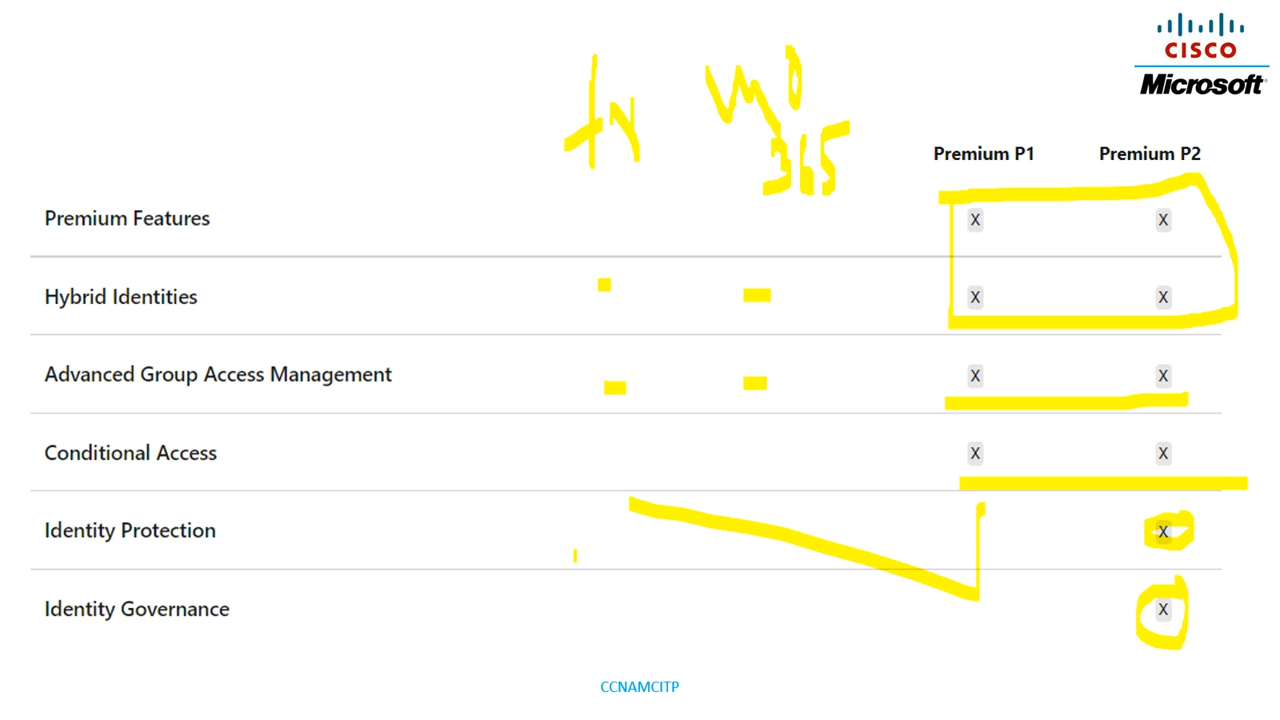 CISCO
Microsoft
365
Premium P1 Premium P2
Premium Features X X
Hybrid Identities X X
Advanced Group Access Management X X
Conditional Access X X
Identity Protection X
Identity Governance X
CCNAMCITP